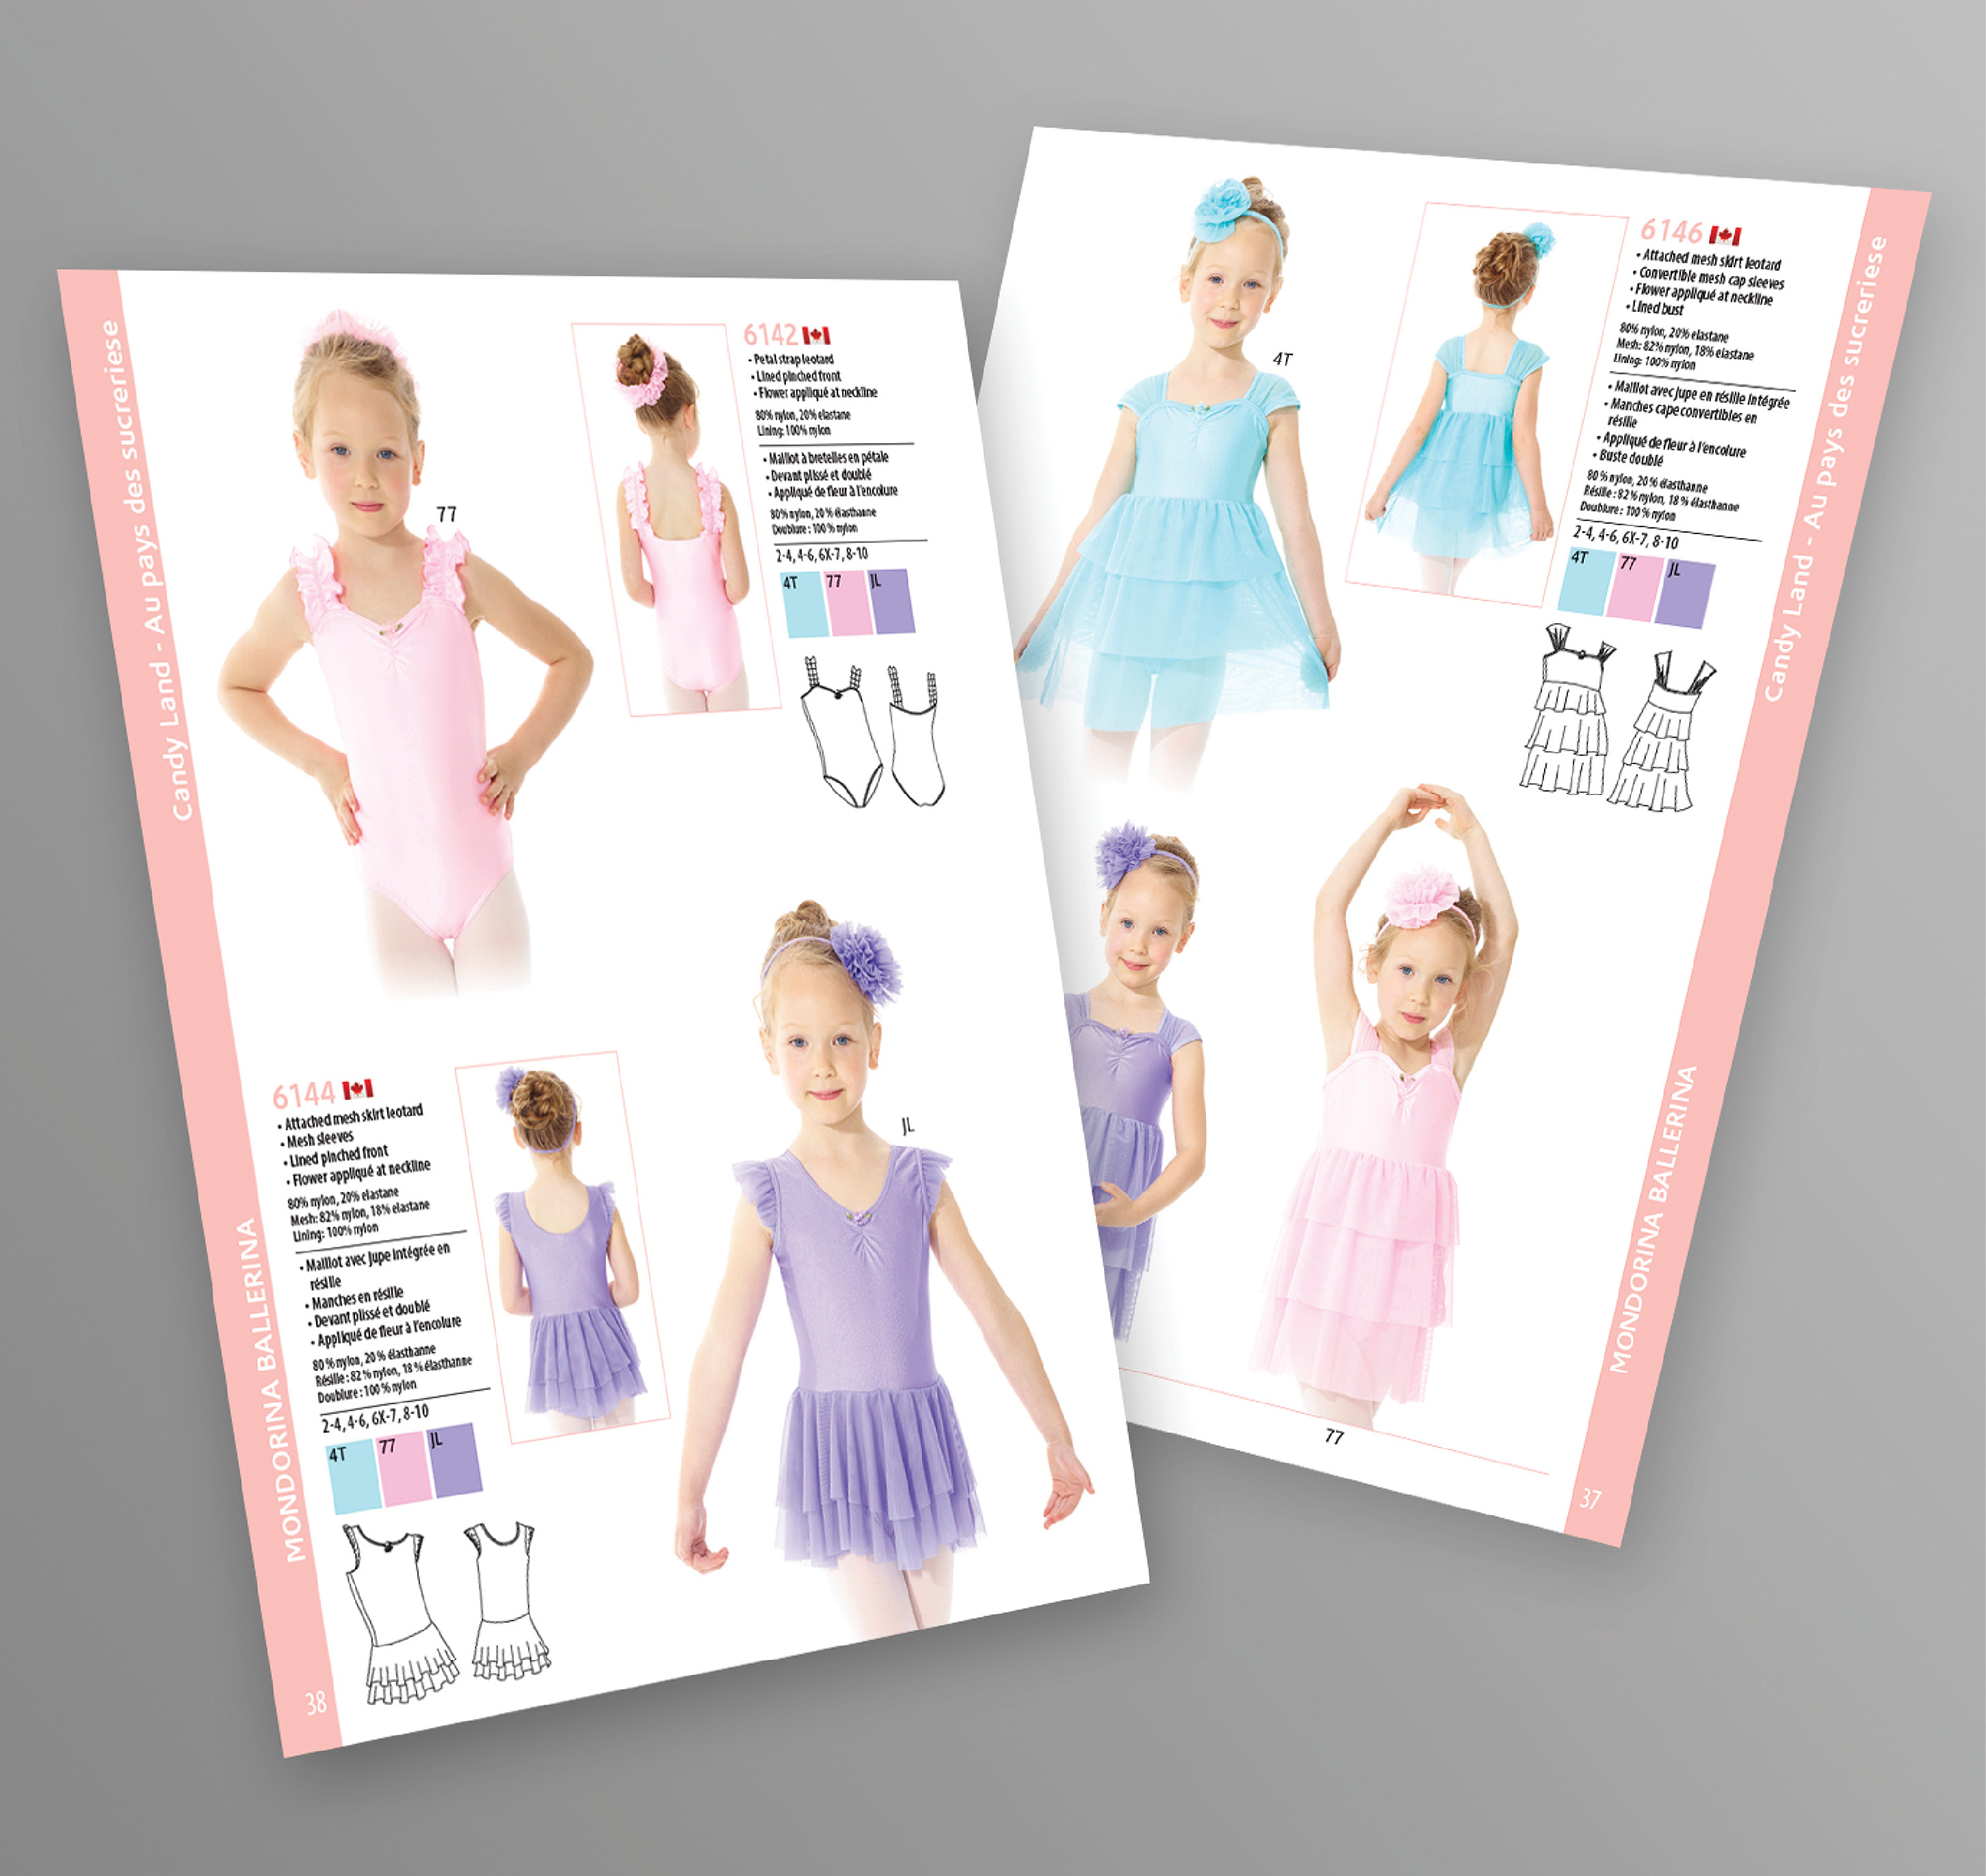 Candy Land - Au pays des sucreriese
MONDORINA BALLERINA
38
77
6142
• Petal strap leotard
• Lined pinched front
• Flower appliqué at neckline
80% nylon, 20% elastane
Lining: 100% nylon
• Maillot à bretelles en pétale
• Devant plissé et doublé
• Appliqué de fleur à l'encolure
80 % nylon, 20 % élasthanne
Doublure : 100 % nylon
2-4, 4-6, 6X-7, 8-10
4T 77 JL
6144
• Attached mesh skirt leotard
• Mesh sleeves
• Lined pinched front
• Flower appliqué at neckline
80% nylon, 20% elastane
Mesh: 82% nylon, 18% elastane
Lining: 100% nylon
• Maillot avec jupe intégrée en
résille
• Manches en résille
• Devant plissé et doublé
• Appliqué de fleur à l'encolure
80 % nylon, 20 % élasthanne
Résille : 82 % nylon, 18 % élasthanne
Doublure : 100 % nylon
2-4, 4-6, 6X-7, 8-10
4T 77 JL
JL
4T
6146
• Attached mesh skirt leotard
• Convertible mesh cap sleeves
• Flower appliqué at neckline
• Lined bust
80% nylon, 20% elastane
Mesh: 82% nylon, 18% elastane
Lining: 100% nylon
• Maillot avec jupe en résille intégrée
• Manches cape convertibles en
résille
• Appliqué de fleur à l'encolure
• Buste doublé
80 % nylon, 20 % élasthanne
Résille : 82 % nylon, 18 % élasthanne
Doublure : 100 % nylon
2-4, 4-6, 6X-7, 8-10
4T 77 JL
77
Candy Land - Au pays des sucreriese
MONDORINA BALLERINA
37